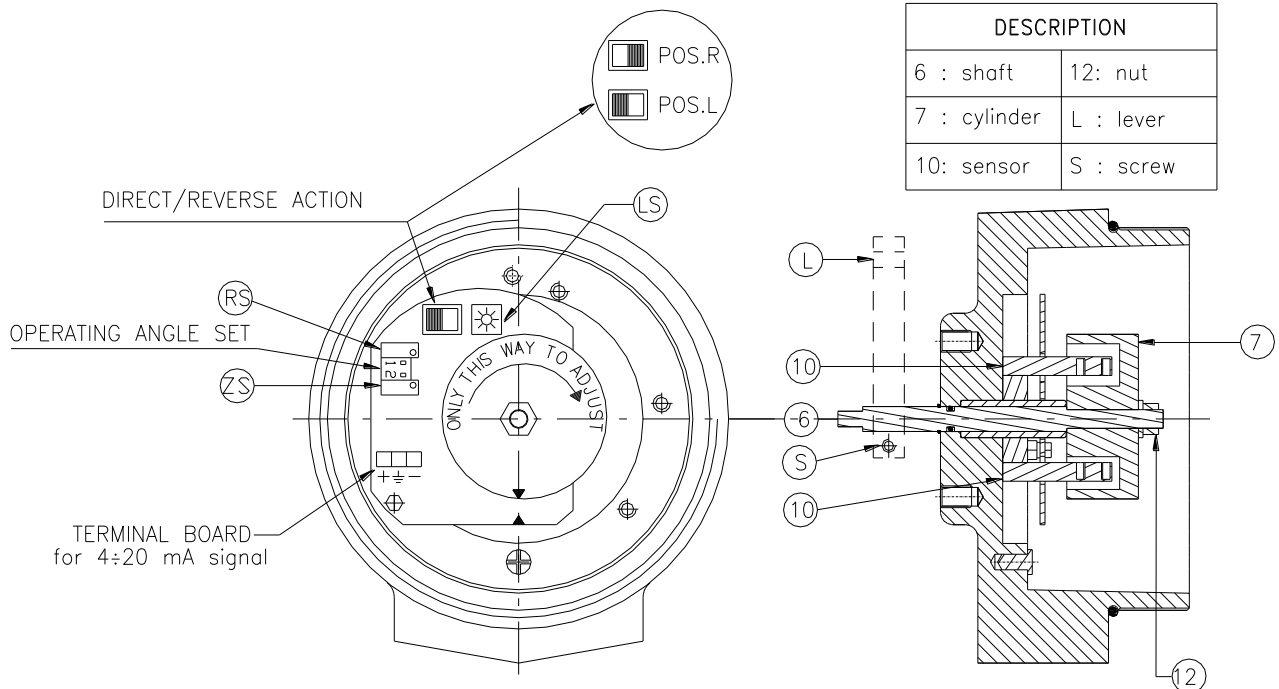 POS.R
POS.L
DESCRIPTION
6 : shaft
12: nut
7 : cylinder
L : lever
10: sensor
S : screw
DIRECT/REVERSE ACTION
LS
RS
OPERATING ANGLE SET
ZS
12
ONLY THIS WAY TO ADJUST
+ ⏚ −
TERMINAL BOARD
for 4÷20 mA signal
L
7
10
6
S
10
12